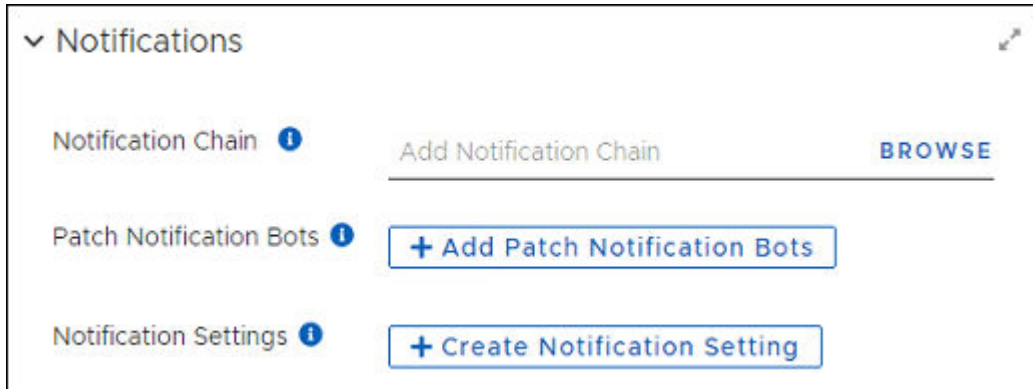 Notifications
Notification Chain
Add Notification Chain BROWSE
Patch Notification Bots
+ Add Patch Notification Bots
Notification Settings
+ Create Notification Setting